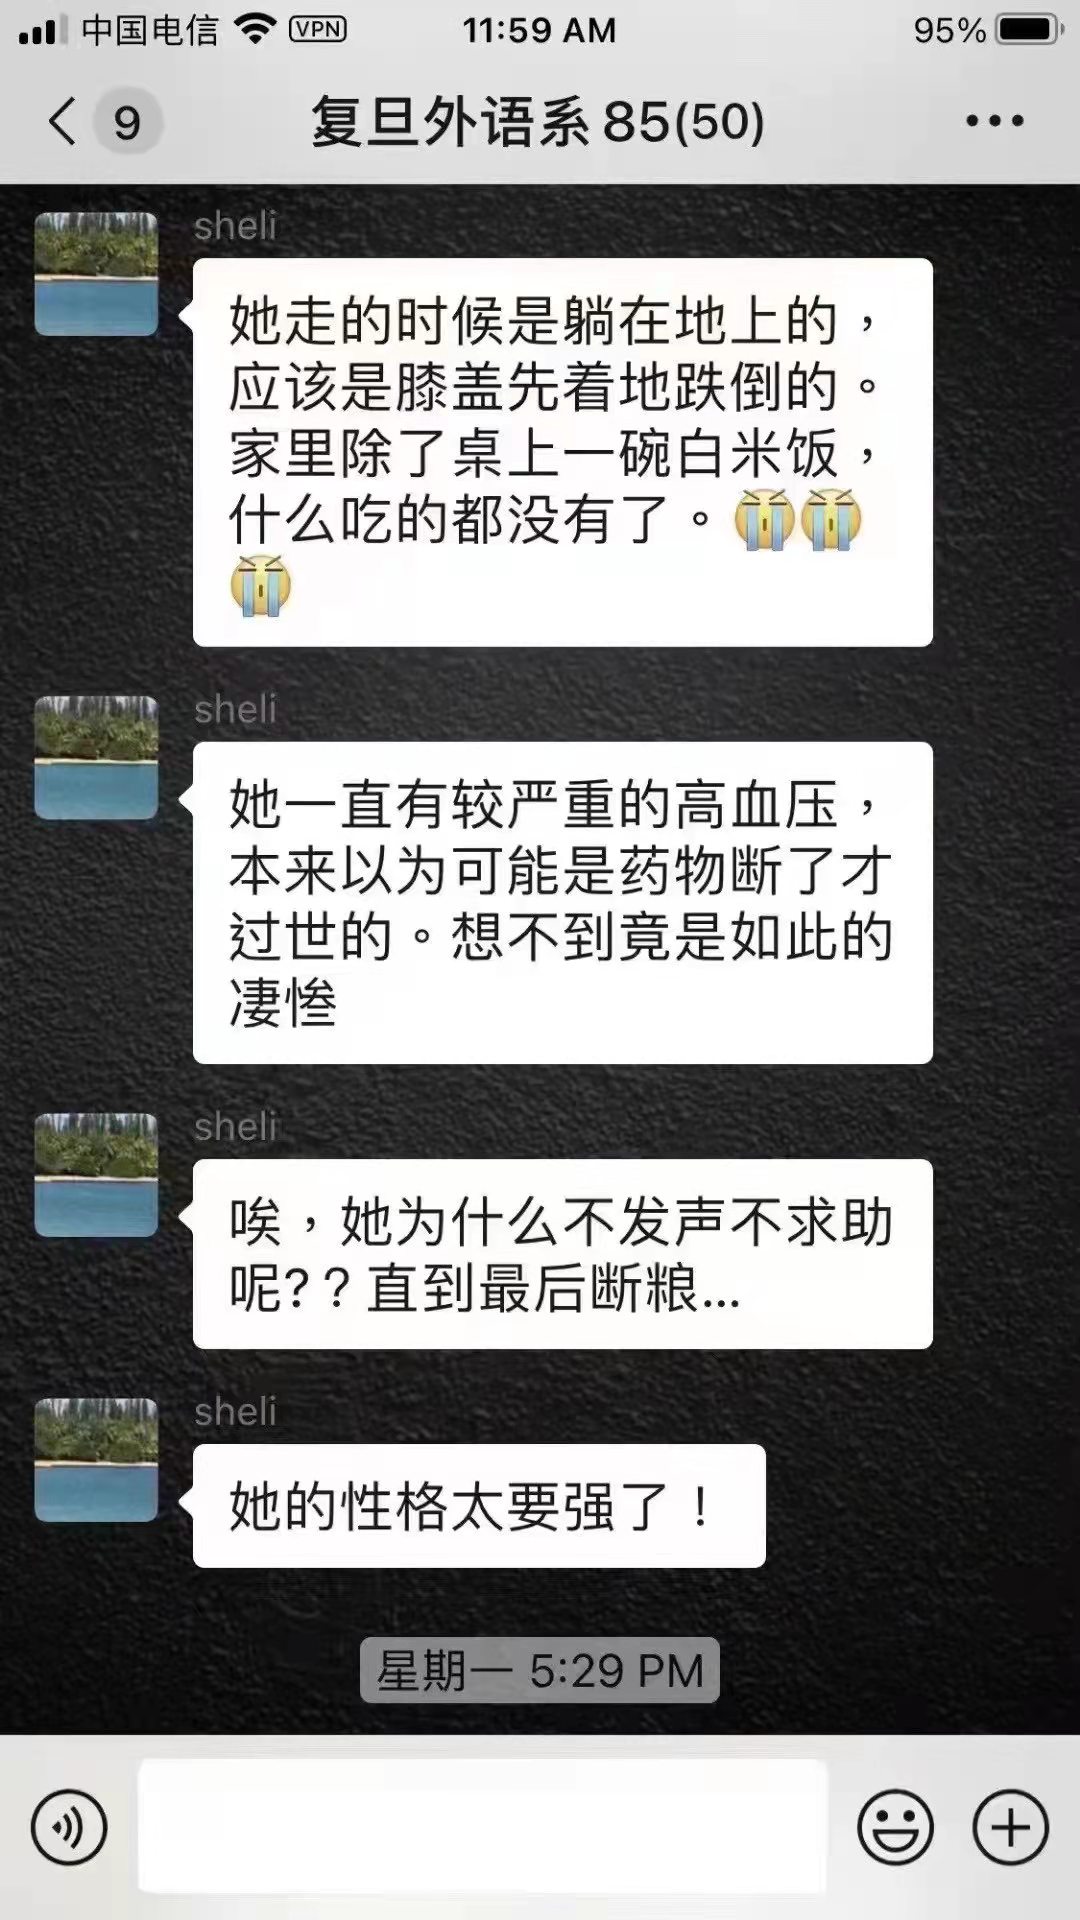 中国电信 VPN 11:59 AM 95%
9 复旦外语系85(50)
sheli
她走的时候是躺在地上的，
应该是膝盖先着地跌倒的。
家里除了桌上一碗白米饭，
什么吃的都没有了。😭😭
😭
sheli
她一直有较严重的高血压，
本来以为可能是药物断了才
过世的。想不到竟是如此的
凄惨
sheli
唉，她为什么不发声不求助
呢?？直到最后断粮...
sheli
她的性格太要强了！
星期一 5:29 PM